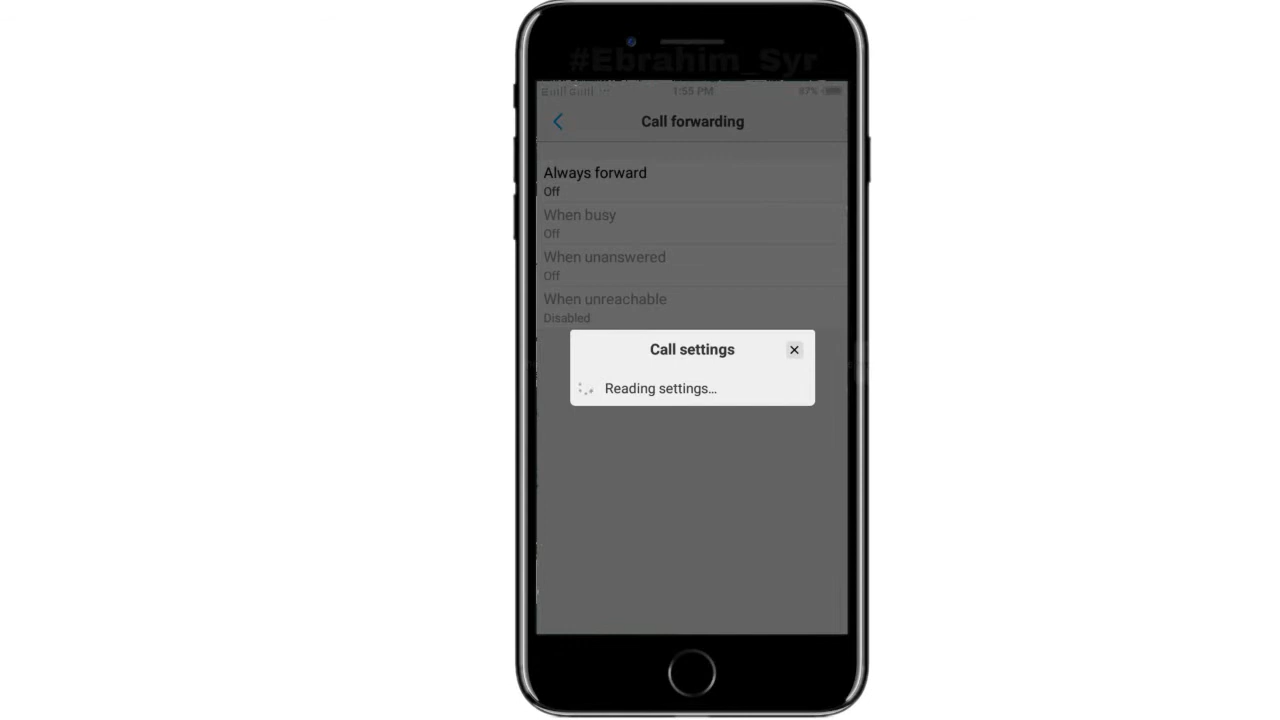 #Ebrahim_Syr
1:55 PM
Call forwarding
Always forward
Off
When busy
Off
When unanswered
Off
When unreachable
Disabled
Call settings
Reading settings...